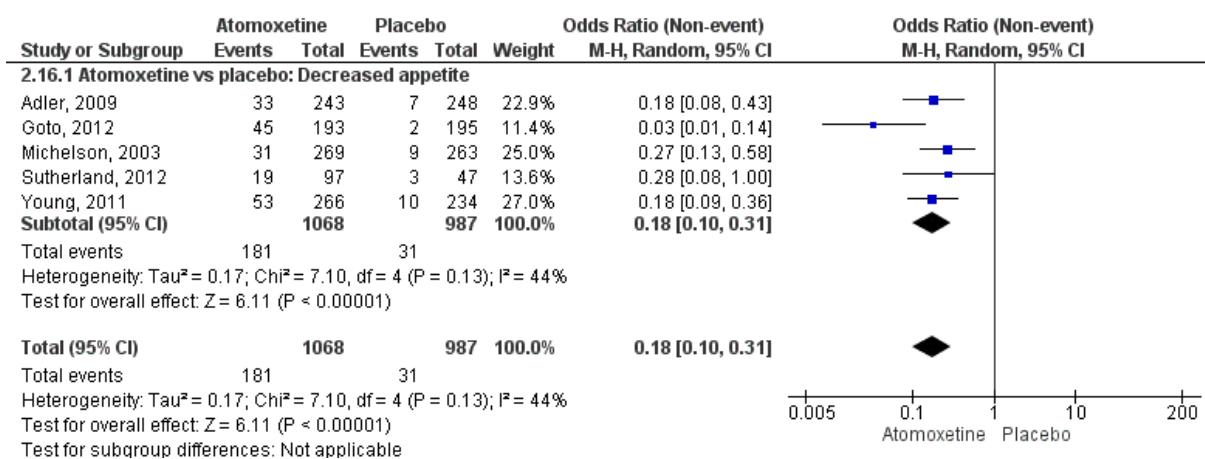 Atomoxetine Placebo Odds Ratio (Non-event) Odds Ratio (Non-event)
Study or Subgroup Events Total Events Total Weight M-H, Random, 95% CI M-H, Random, 95% CI
2.16.1 Atomoxetine vs placebo: Decreased appetite
Adler, 2009 33 243 7 248 22.9% 0.18 [0.08, 0.43]
Goto, 2012 45 193 2 195 11.4% 0.03 [0.01, 0.14]
Michelson, 2003 31 269 9 263 25.0% 0.27 [0.13, 0.58]
Sutherland, 2012 19 97 3 47 13.6% 0.28 [0.08, 1.00]
Young, 2011 53 266 10 234 27.0% 0.18 [0.09, 0.36]
Subtotal (95% CI) 1068 987 100.0% 0.18 [0.10, 0.31]
Total events 181 31
Heterogeneity: Tau² = 0.17; Chi² = 7.10, df = 4 (P = 0.13); I² = 44%
Test for overall effect: Z = 6.11 (P < 0.00001)
Total (95% CI) 1068 987 100.0% 0.18 [0.10, 0.31]
Total events 181 31
Heterogeneity: Tau² = 0.17; Chi² = 7.10, df = 4 (P = 0.13); I² = 44%
Test for overall effect: Z = 6.11 (P < 0.00001)
Test for subgroup differences: Not applicable
0.005 0.1 1 10 200
Atomoxetine Placebo